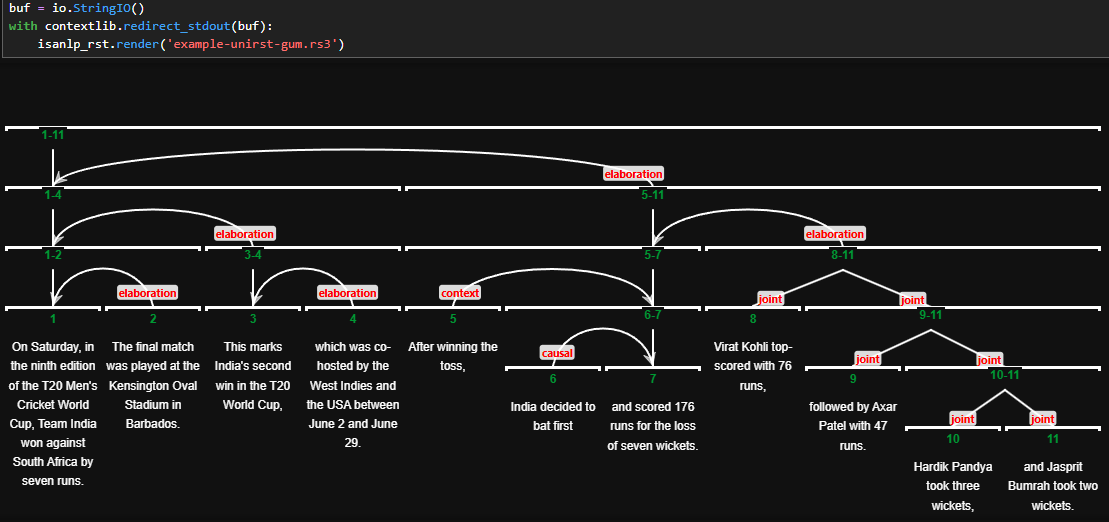 buf = io.StringIO()
with contextlib.redirect_stdout(buf):
    isanlp_rst.render('example-unirst-gum.rs3')
1-11
elaboration
1-4
5-11
elaboration
elaboration
1-2
3-4
5-7
8-11
elaboration
elaboration
context
joint
joint
1
2
3
4
5
6-7
8
9-11
On Saturday, in
the ninth edition
of the T20 Men's
Cricket World
Cup, Team India
won against
South Africa by
seven runs.
The final match
was played at the
Kensington Oval
Stadium in
Barbados.
This marks
India's second
win in the T20
World Cup,
which was co-
hosted by the
West Indies and
the USA between
June 2 and June
29.
After winning the
toss,
causal
6
7
India decided to
bat first
and scored 176
runs for the loss
of seven wickets.
Virat Kohli top-
scored with 76
runs,
joint
joint
9
10-11
followed by Axar
Patel with 47
runs.
joint
joint
10
11
Hardik Pandya
took three
wickets,
and Jasprit
Bumrah took two
wickets.